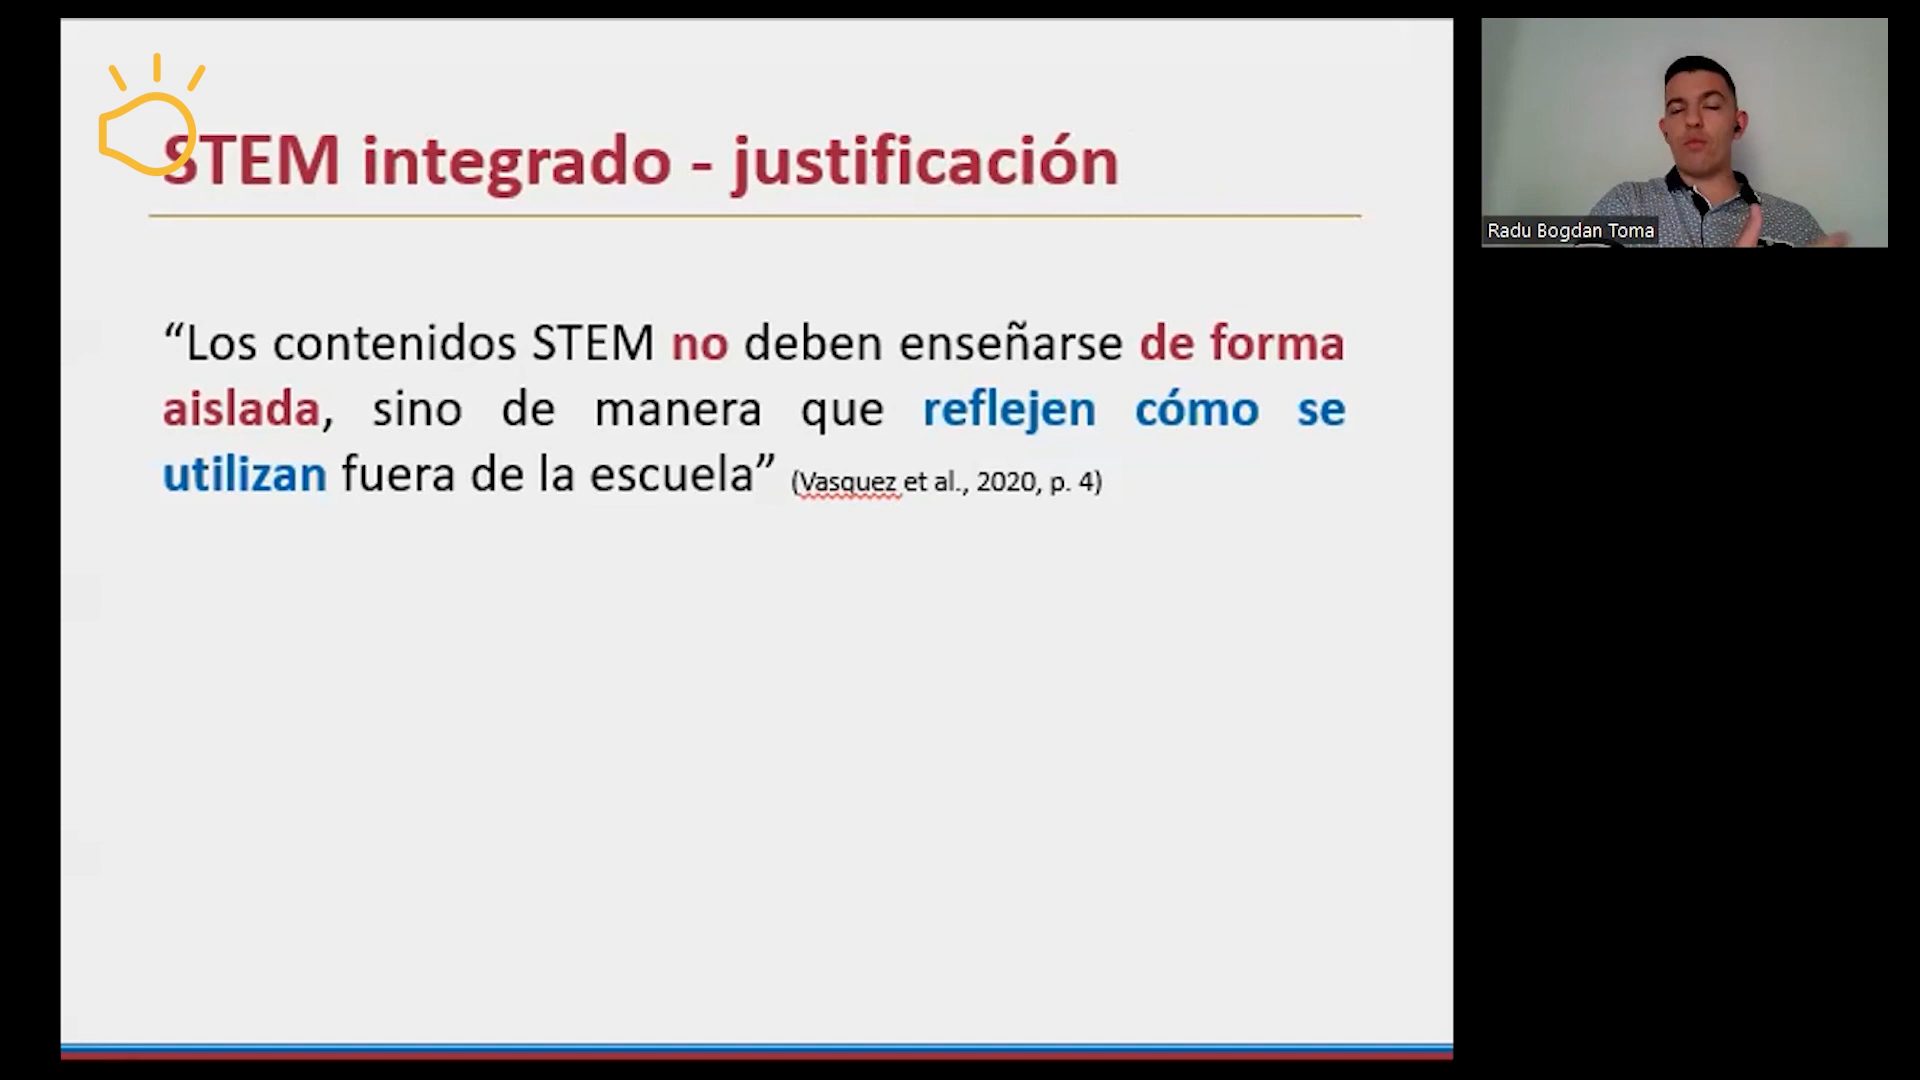 STEM integrado - justificación
“Los contenidos STEM no deben enseñarse de forma
aislada, sino de manera que reflejen cómo se
utilizan fuera de la escuela” (Vasquez et al., 2020, p. 4)
Radu Bogdan Toma